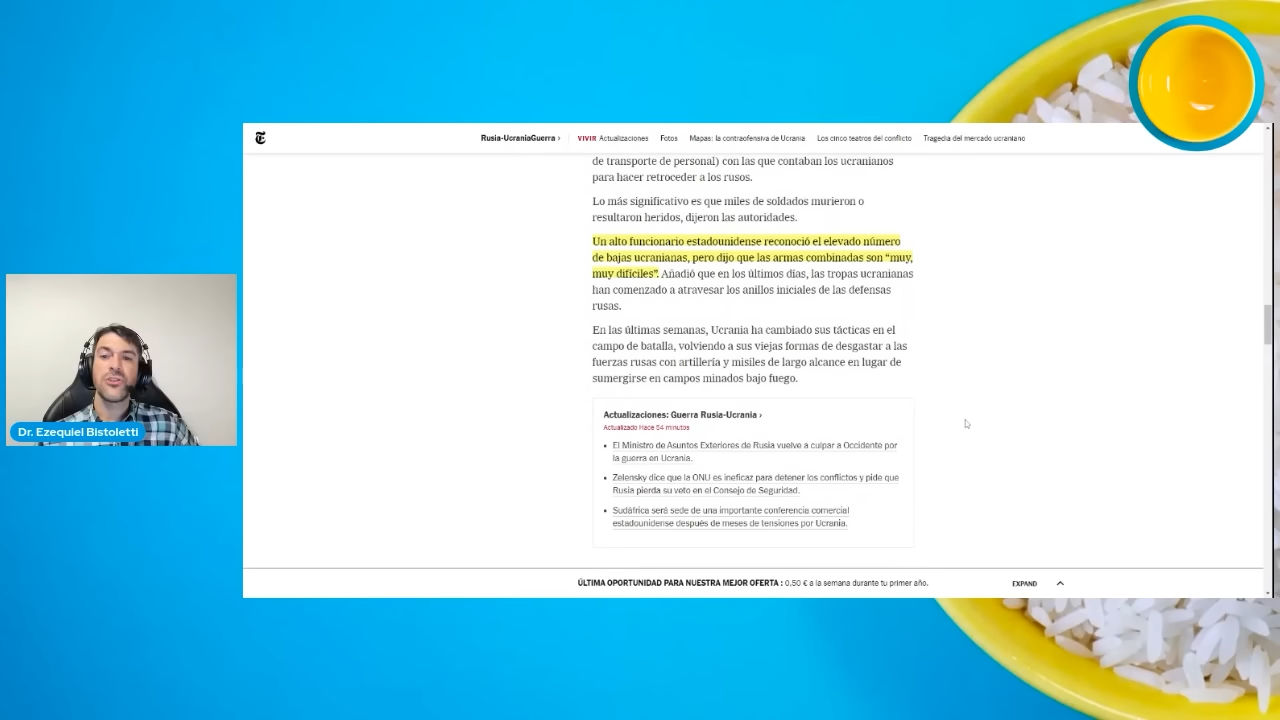 Rusia-UcraniaGuerra ›
VIVIR Actualizaciones
Fotos
Mapas: la contraofensiva de Ucrania
Los cinco teatros del conflicto
Tragedia del mercado ucraniano
de transporte de personal) con las que contaban los ucranianos
para hacer retroceder a los rusos.
Lo más significativo es que miles de soldados murieron o
resultaron heridos, dijeron las autoridades.
Un alto funcionario estadounidense reconoció el elevado número
de bajas ucranianas, pero dijo que las armas combinadas son “muy,
muy difíciles”. Añadió que en los últimos días, las tropas ucranianas
han comenzado a atravesar los anillos iniciales de las defensas
rusas.
En las últimas semanas, Ucrania ha cambiado sus tácticas en el
campo de batalla, volviendo a sus viejas formas de desgastar a las
fuerzas rusas con artillería y misiles de largo alcance en lugar de
sumergirse en campos minados bajo fuego.
Actualizaciones: Guerra Rusia-Ucrania ›
Actualizado Hace 54 minutos
• El Ministro de Asuntos Exteriores de Rusia vuelve a culpar a Occidente por
la guerra en Ucrania.
• Zelensky dice que la ONU es ineficaz para detener los conflictos y pide que
Rusia pierda su veto en el Consejo de Seguridad.
• Sudáfrica será sede de una importante conferencia comercial
estadounidense después de meses de tensiones por Ucrania.
ÚLTIMA OPORTUNIDAD PARA NUESTRA MEJOR OFERTA : 0,50 € a la semana durante tu primer año.
EXPAND
Dr. Ezequiel Bistoletti